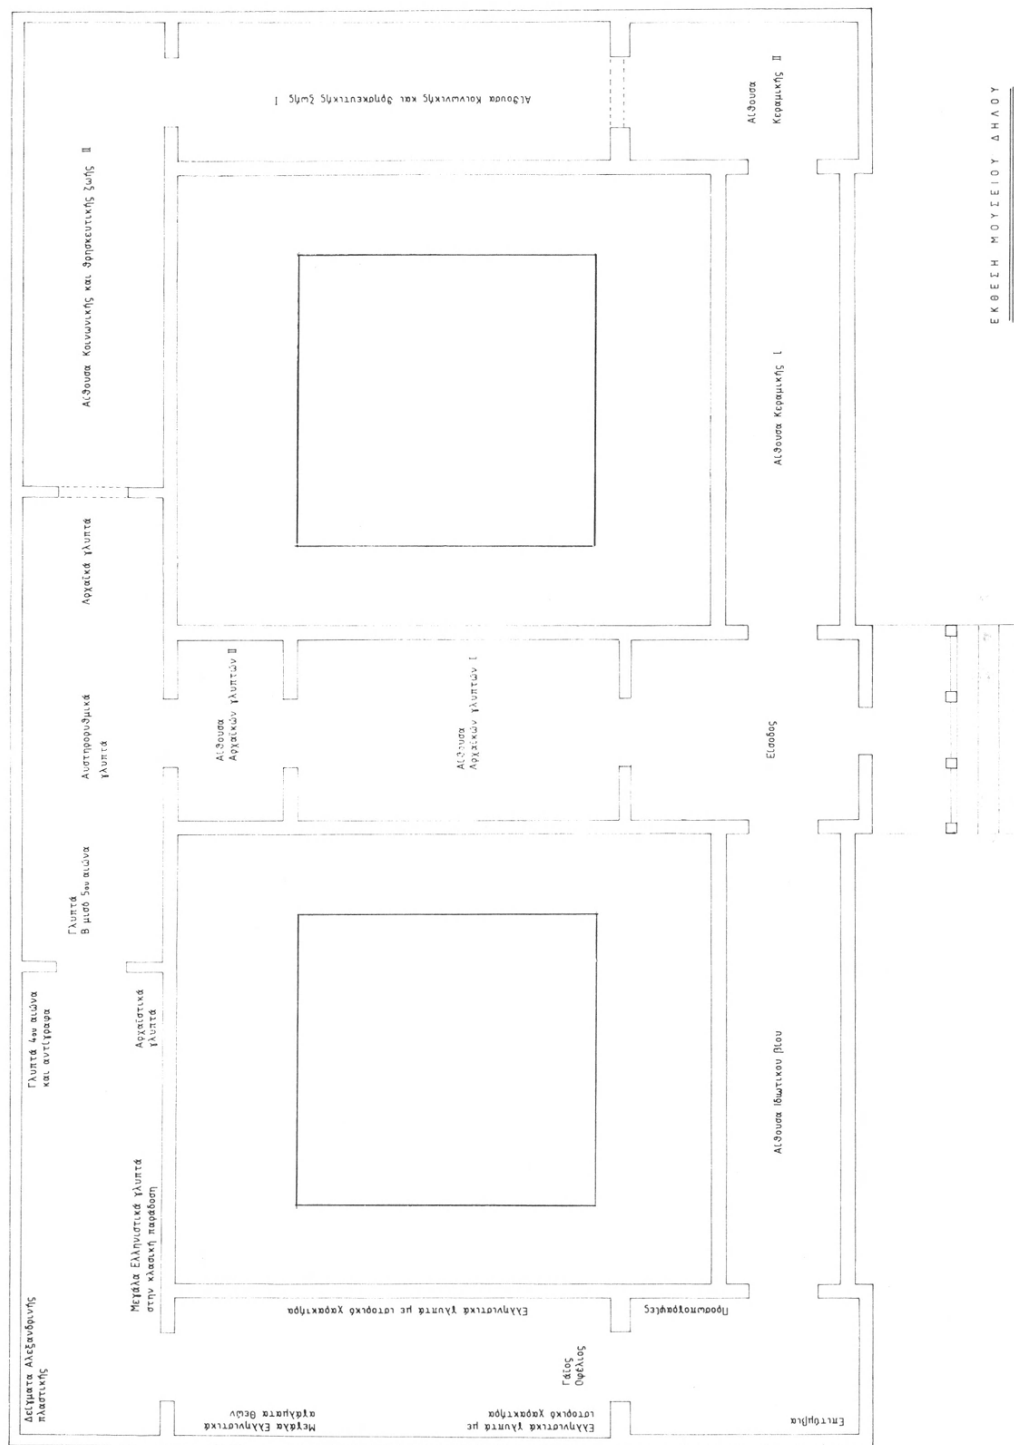 ΕΚΘΕΣΗ ΜΟΥΣΕΙΟΥ ΔΗΛΟΥ
Αίθουσα Κοινωνικής και θρησκευτικής ζωής I
Αίθουσα
Κεραμικής II
Αίθουσα Κοινωνικής και θρησκευτικής ζωής II
Αίθουσα Κεραμικής I
Αρχαϊκά γλυπτά
Αυστηρορυθμικά
γλυπτά
Αίθουσα
Αρχαϊκών γλυπτών II
Αίθουσα
Αρχαϊκών γλυπτών I
Είσοδος
Γλυπτά
Β μισό 5ου αιώνα
Γλυπτά 4ου αιώνα
και αντίγραφα
Αρχαϊστικά
γλυπτά
Αίθουσα Ιδιωτικου βίου
Μεγάλα Ελληνιστικά γλυπτά
στην κλασική παράδοση
Δείγματα Αλεξανδρινής
πλαστικής
Ελληνιστικά γλυπτά με ιστορικό χαρακτήρα
Προσωπογραφίες
Γάϊος
Οφέλιος
Μεγάλα Ελληνιστικά
αγάλματα θεών
Ελληνιστικά γλυπτά με
ιστορικό χαρακτήρα
Επιτύμβια